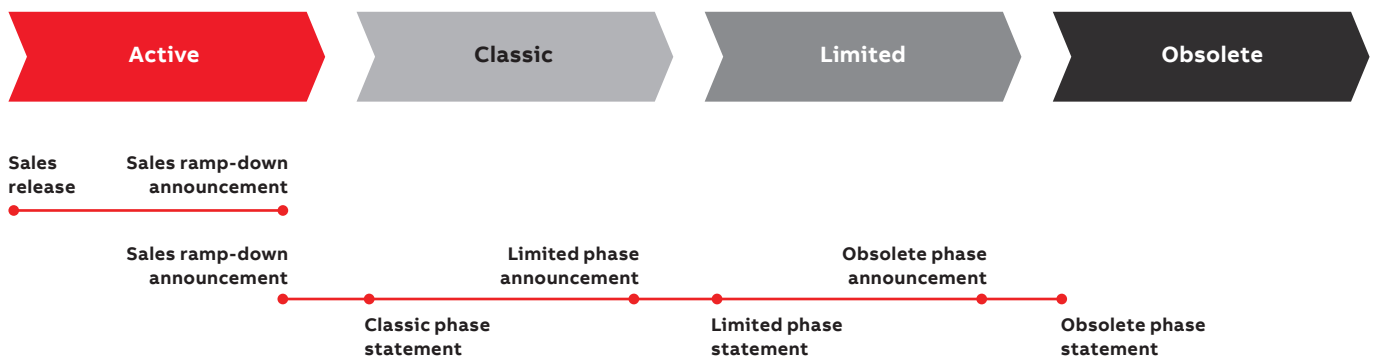 Active
Classic
Limited
Obsolete
Sales
release
Sales ramp-down
announcement
Sales ramp-down
announcement
Limited phase
announcement
Obsolete phase
announcement
Classic phase
statement
Limited phase
statement
Obsolete phase
statement